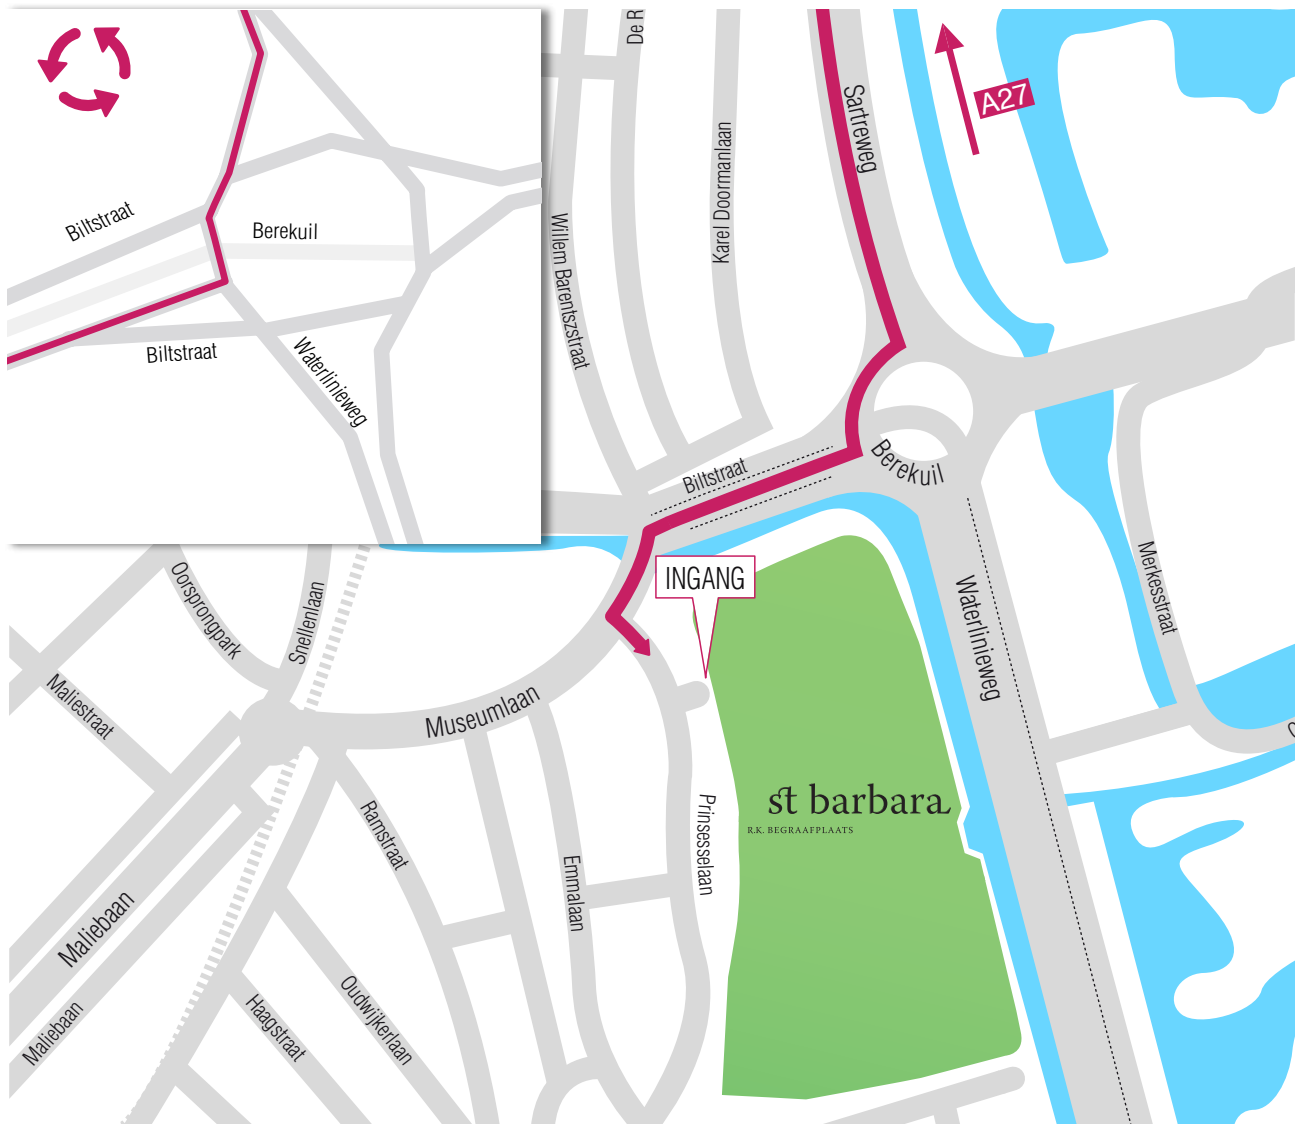 Biltstraat
Berekuil
Biltstraat
Waterlinieweg
De R
Willem Barentszstraat
Karel Doormanlaan
Sartreweg
A27
Biltstraat
Berekuil
Merkesstraat
Waterlinieweg
INGANG
Oorsprongpark
Snellenlaan
Maliestraat
Museumlaan
Prinsesselaan
st barbara
R.K. BEGRAAFPLAATS
Ramstraat
Emmalaan
Maliebaan
Maliebaan
Haagstraat
Oudwijkerlaan